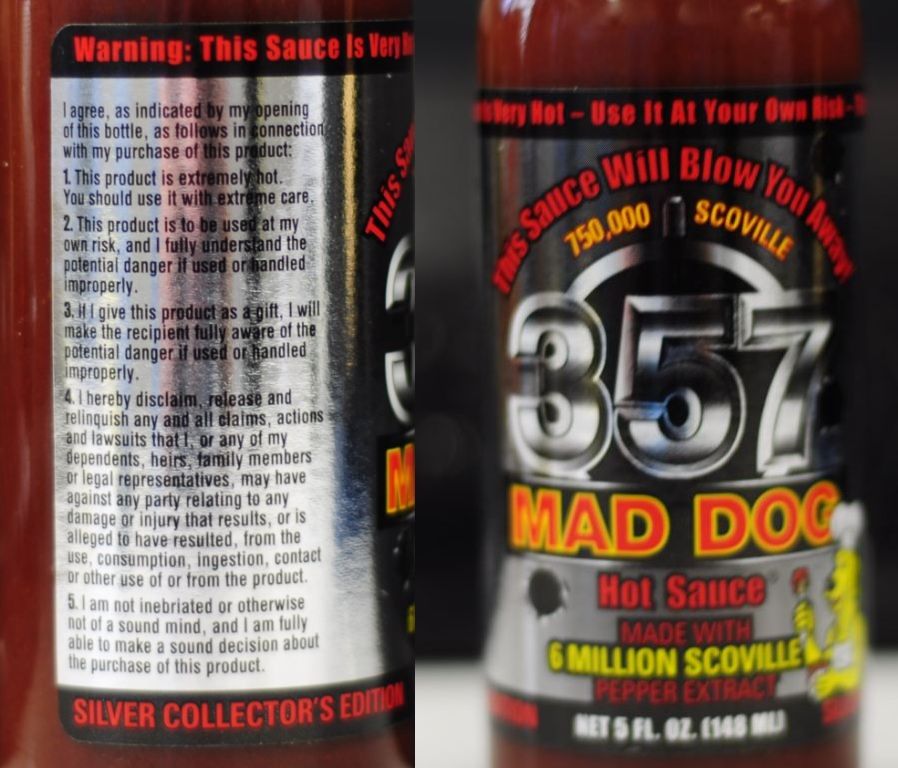 Warning: This Sauce Is Very
I agree, as indicated by my opening
of this bottle, as follows in connection
with my purchase of this product:
1. This product is extremely hot.
You should use it with extreme care.
2. This product is to be used at my
own risk, and I fully understand the
potential danger if used or handled
improperly.
3. If I give this product as a gift, I will
make the recipient fully aware of the
potential danger if used or handled
improperly.
4. I hereby disclaim, release and
relinquish any and all claims, actions
and lawsuits that I, or any of my
dependents, heirs, family members
or legal representatives, may have
against any party relating to any
damage or injury that results, or is
alleged to have resulted, from the
use, consumption, ingestion, contact
or other use of or from the product.
5. I am not inebriated or otherwise
not of a sound mind, and I am fully
able to make a sound decision about
the purchase of this product.
SILVER COLLECTOR'S EDITION
This
Very Hot – Use It At Your Own Risk –
This Sauce Will Blow You Away!
750,000 SCOVILLE
357
MAD DOG
Hot Sauce
MADE WITH
6 MILLION SCOVILLE
PEPPER EXTRACT
NET 5 FL. OZ. (148 ML)